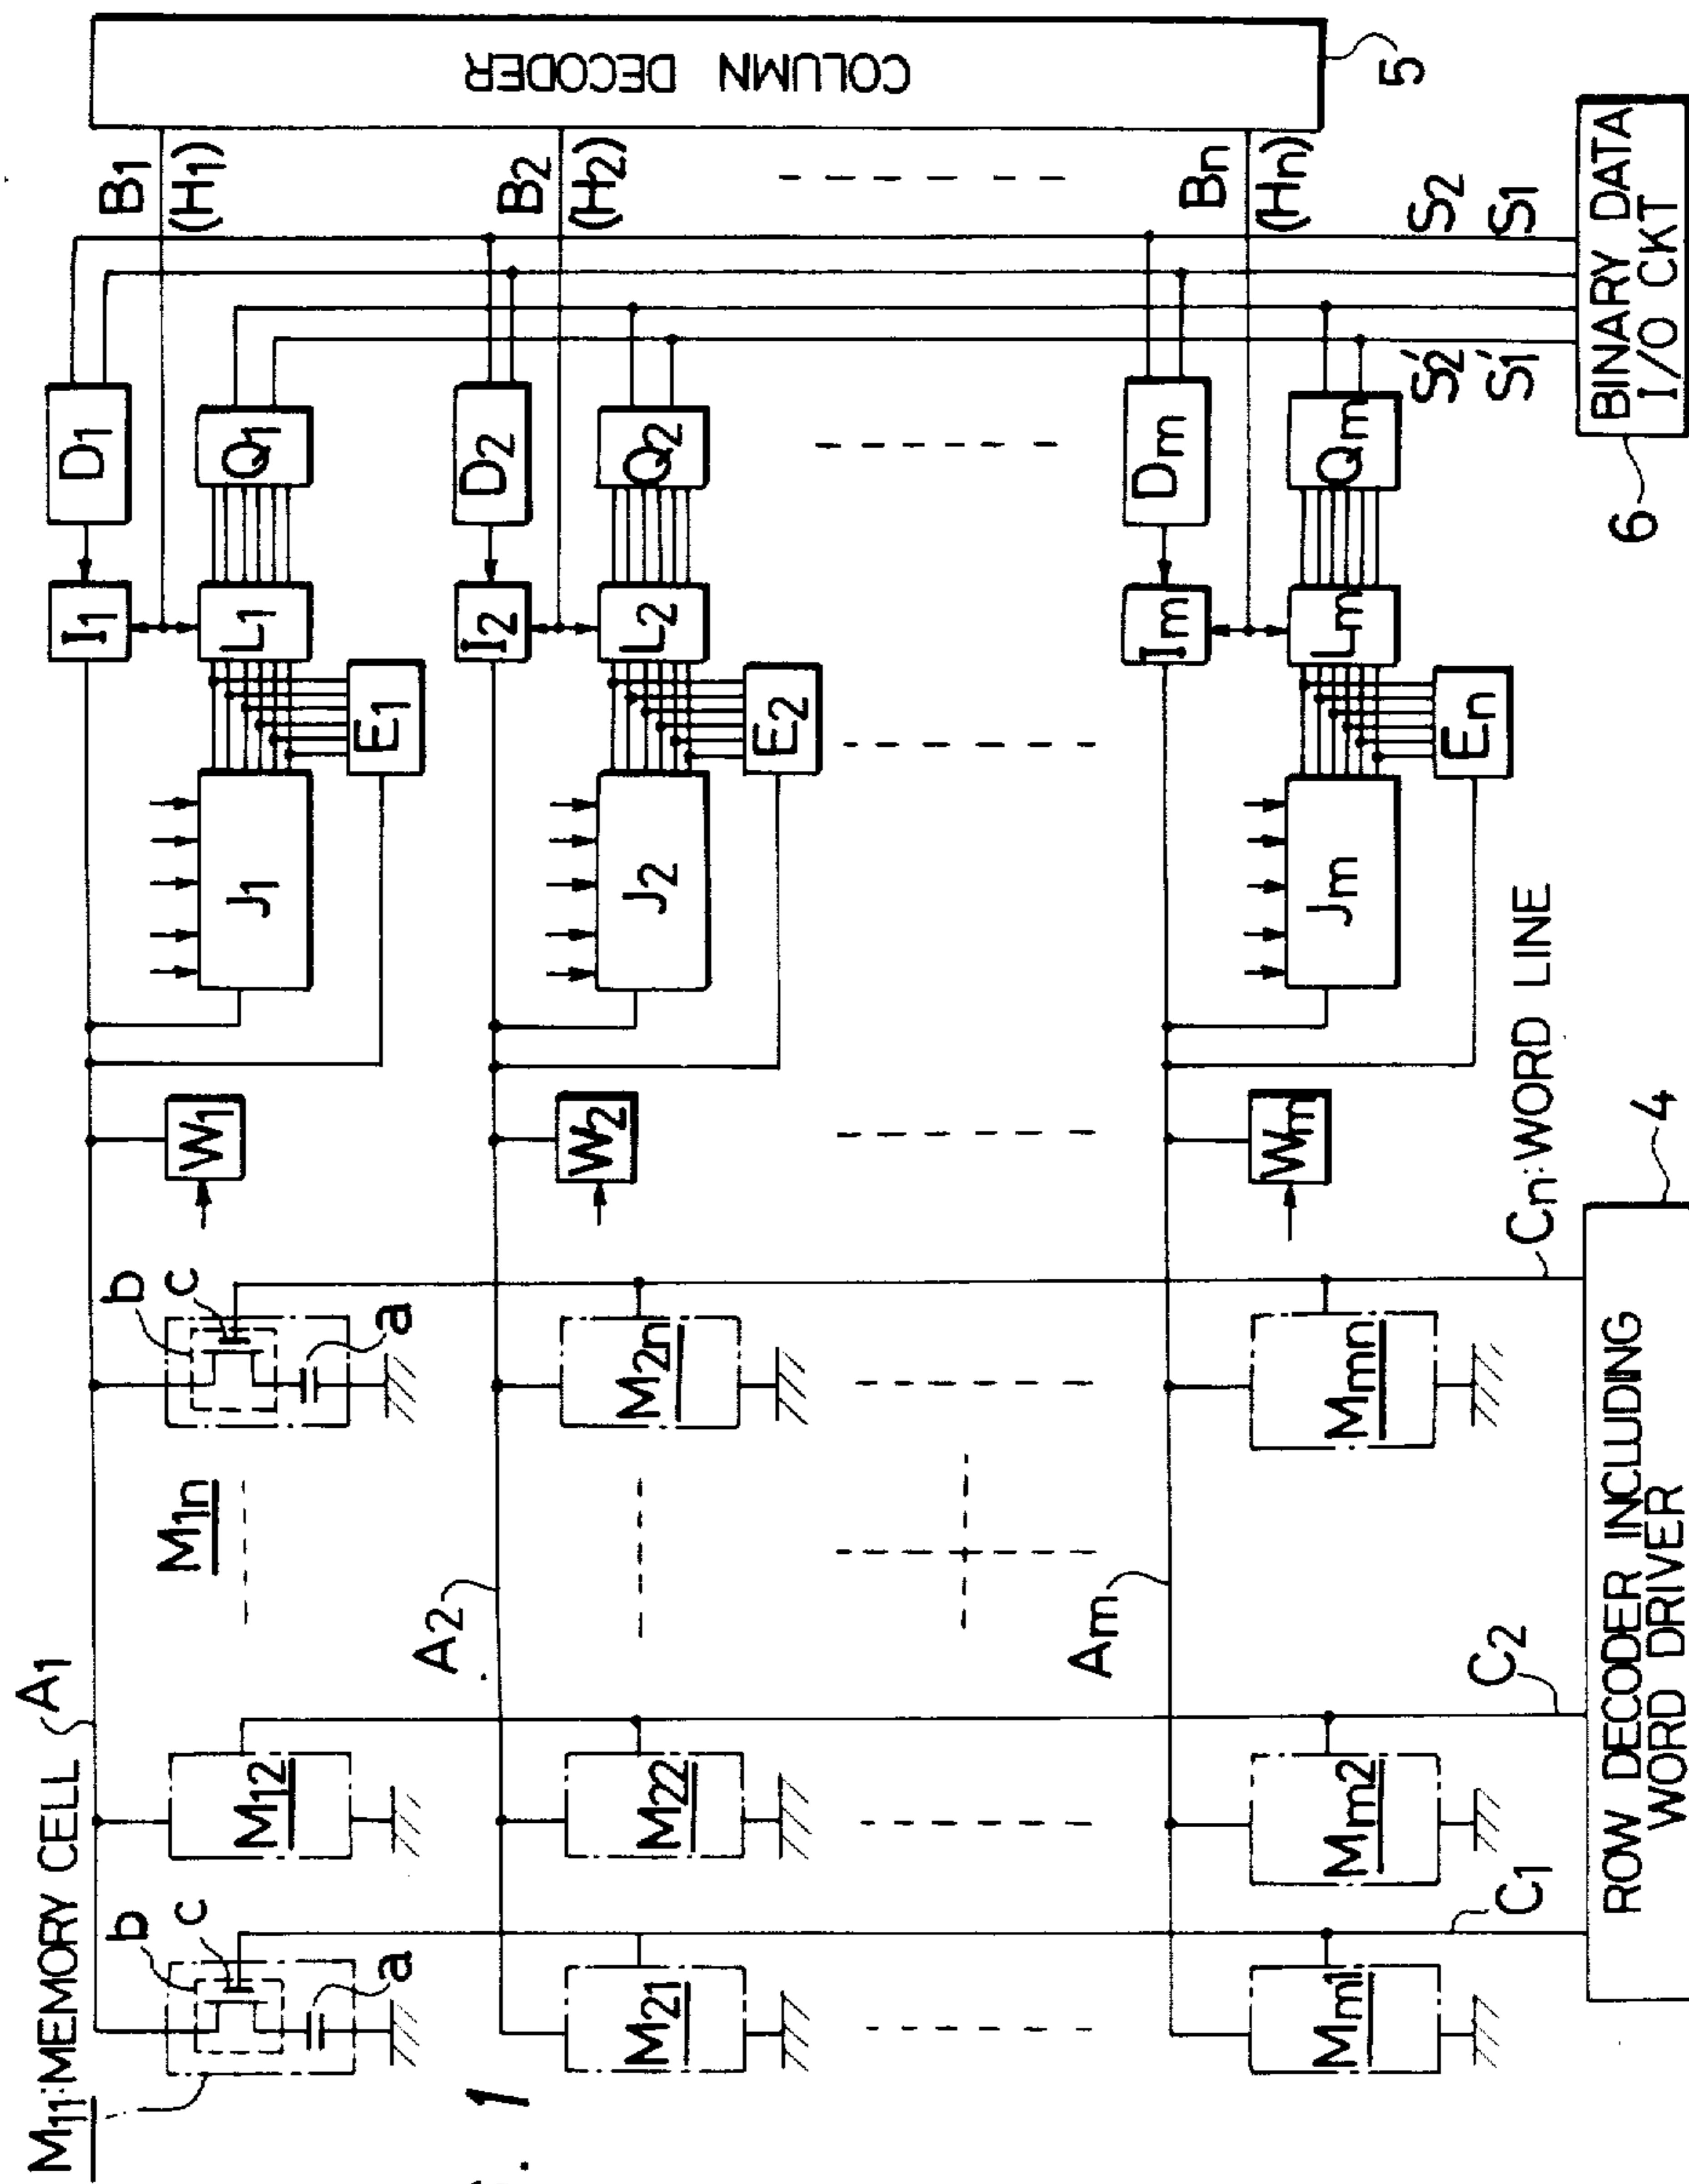 M11:MEMORY CELL
A1
b
c
a
M12
M1n
b
c
a
W1
J1
E1
I1
L1
D1
Q1
B1
(H1)
COLUMN DECODER
5
A2
M21
M22
M2n
W2
J2
E2
I2
L2
D2
Q2
B2
(H2)
Am
Mm1
Mm2
Mmn
Wm
Jm
En
Im
Lm
Dm
Qm
Bn
(Hn)
S2
S1
S2'
S1'
C1
C2
Cn:WORD LINE
4
ROW DECODER INCLUDING
WORD DRIVER
6
BINARY DATA
I/O CKT
. 1